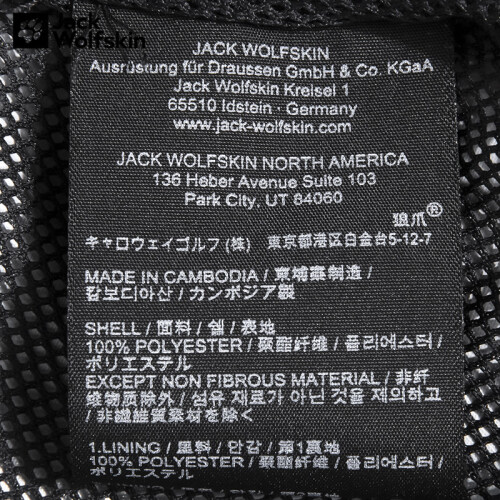 Jack
Wolfskin
JACK WOLFSKIN
Ausrüstung für Draussen GmbH & Co. KGaA
Jack Wolfskin Kreisel 1
65510 Idstein · Germany
www.jack-wolfskin.com
JACK WOLFSKIN NORTH AMERICA
136 Heber Avenue Suite 103
Park City, UT 84060
狼爪®
キャロウェイゴルフ (株) 東京都港区白金台5-12-7
MADE IN CAMBODIA / 柬埔寨制造 /
캄보디아산 / カンボジア製
SHELL / 面料 / 쉘 / 表地
100% POLYESTER / 聚酯纤维 / 폴리에스터 /
ポリエステル
EXCEPT NON FIBROUS MATERIAL / 非纤
维物质除外 / 섬유 재료가 아닌 것을 제외하고
/ 非繊維性質素材を除く
1.LINING / 里料 / 안감 / 第1裏地
100% POLYESTER / 聚酯纤维 / 폴리에스터 /
ポリエステル